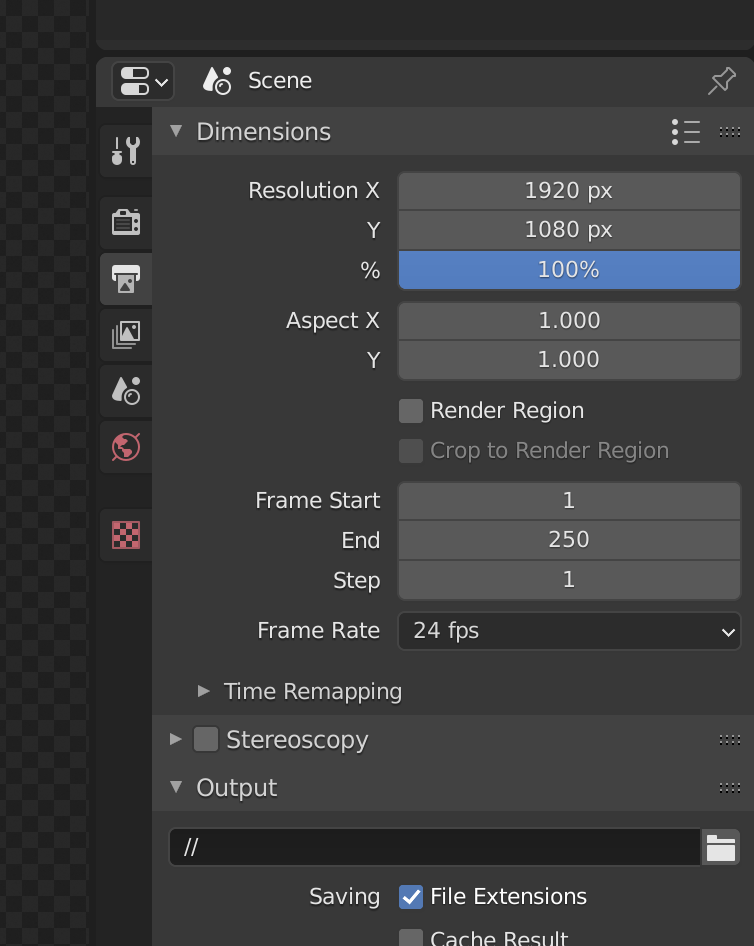 Scene
Dimensions
Resolution X 1920 px
Y 1080 px
% 100%
Aspect X 1.000
Y 1.000
Render Region
Crop to Render Region
Frame Start 1
End 250
Step 1
Frame Rate 24 fps
Time Remapping
Stereoscopy
Output
//
Saving File Extensions
Cache Result